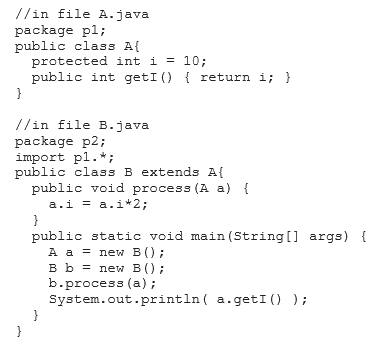 //in file A.java
package p1;
public class A{
  protected int i = 10;
  public int getI() { return i; }
}

//in file B.java
package p2;
import p1.*;
public class B extends A{
  public void process(A a) {
    a.i = a.i*2;
  }
  public static void main(String[] args) {
    A a = new B();
    B b = new B();
    b.process(a);
    System.out.println( a.getI() );
  }
}